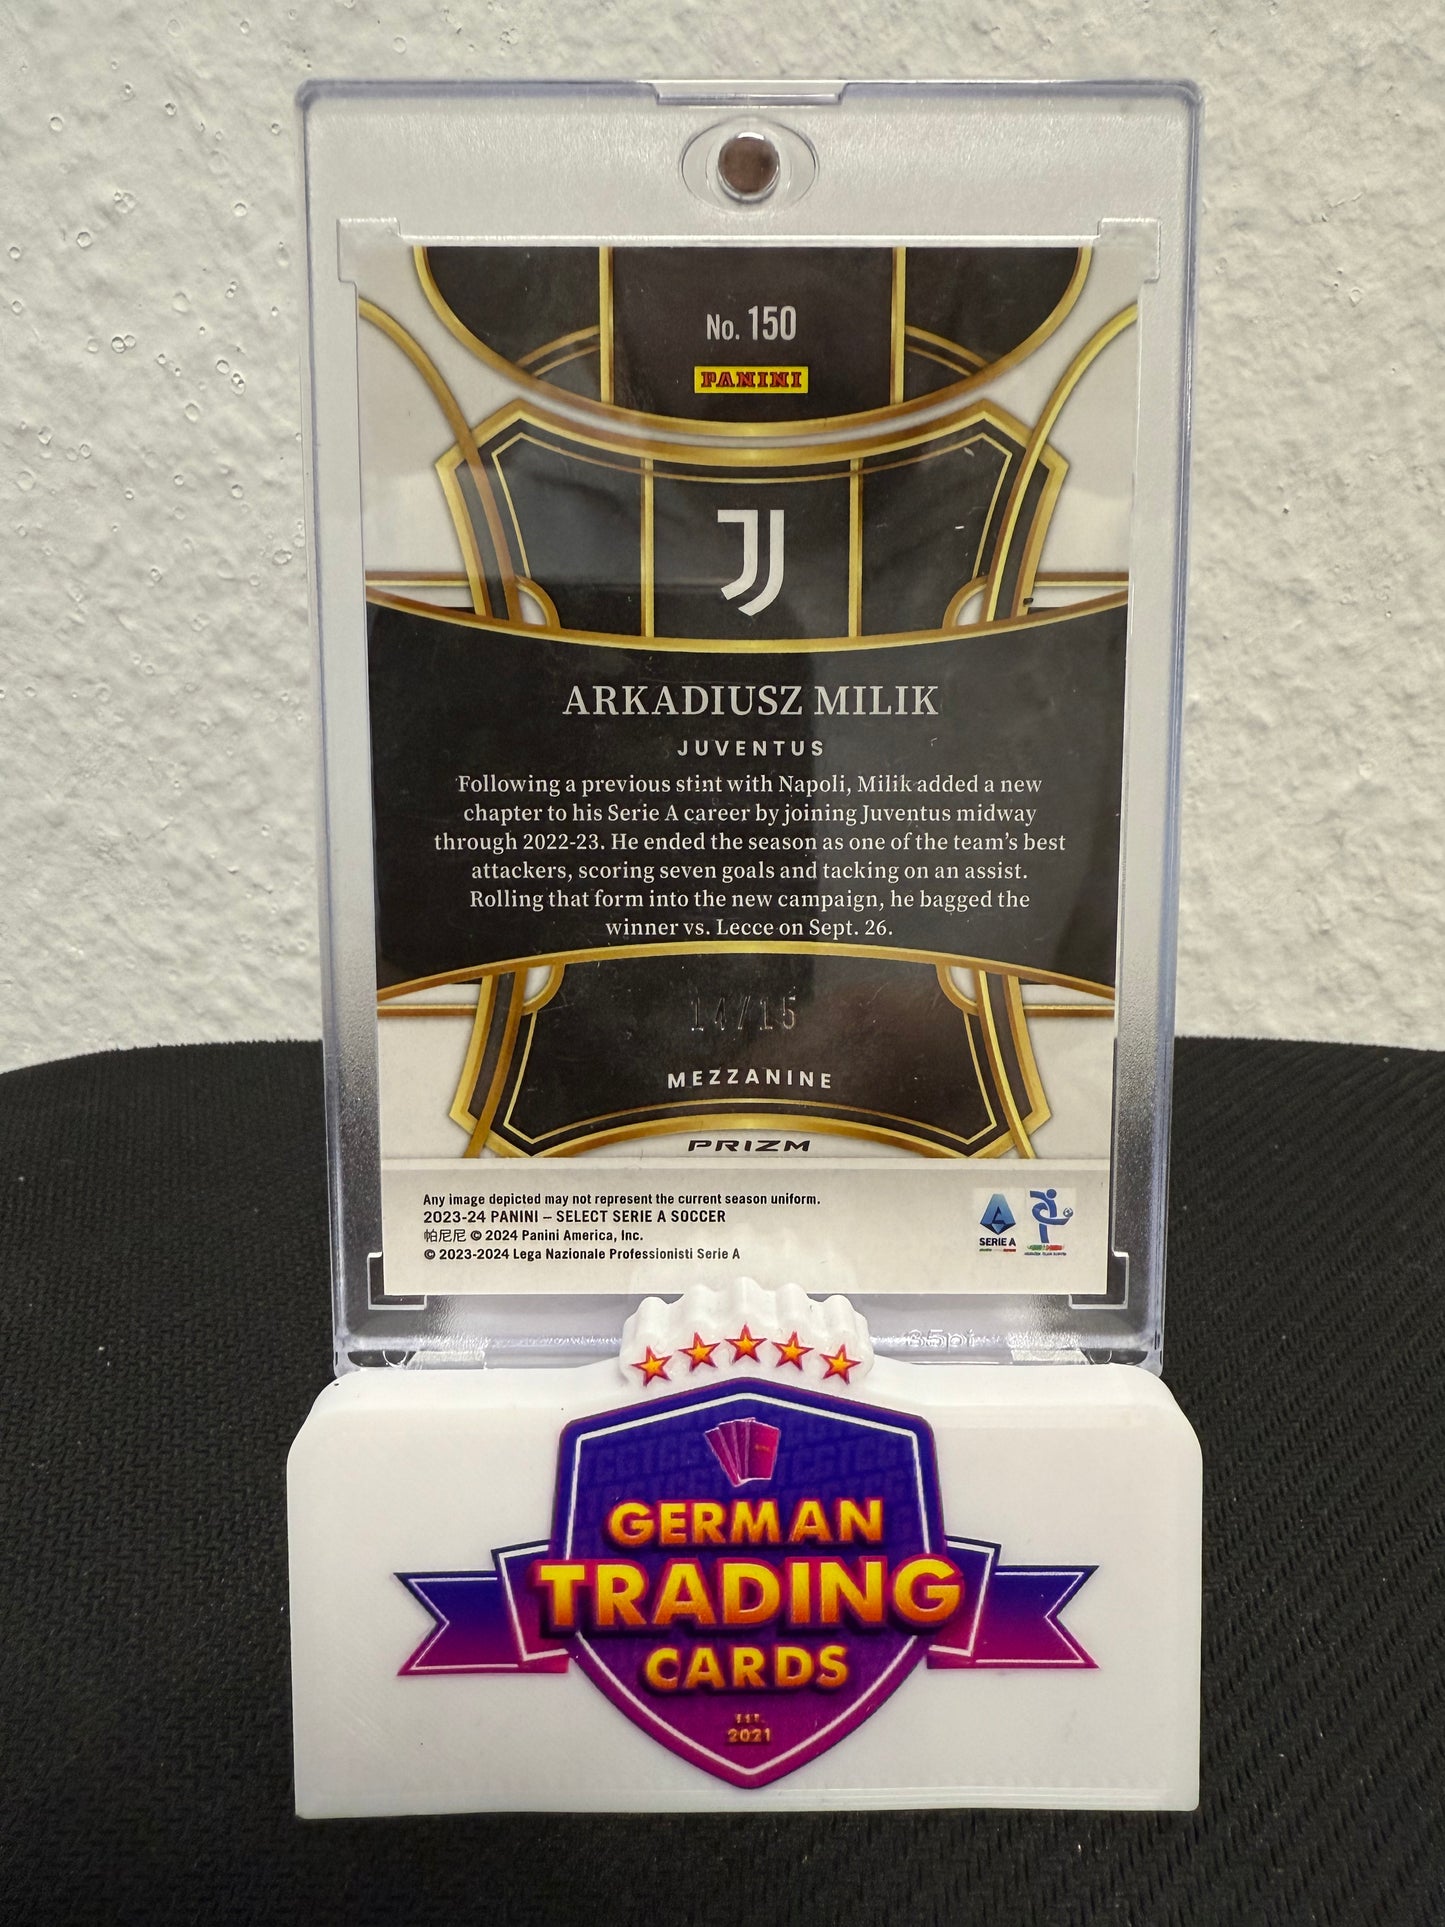 No. 150
PANINI
ARKADIUSZ MILIK
JUVENTUS
Following a previous stint with Napoli, Milik added a new
chapter to his Serie A career by joining Juventus midway
through 2022-23. He ended the season as one of the team's best
attackers, scoring seven goals and tacking on an assist.
Rolling that form into the new campaign, he bagged the
winner vs. Lecce on Sept. 26.
14/15
MEZZANINE
PRIZM
Any image depicted may not represent the current season uniform.
2023-24 PANINI – SELECT SERIE A SOCCER
帕尼尼 © 2024 Panini America, Inc.
© 2023-2024 Lega Nazionale Professionisti Serie A
SERIE A
35pt
GERMAN
TRADING
CARDS
EST.
2021